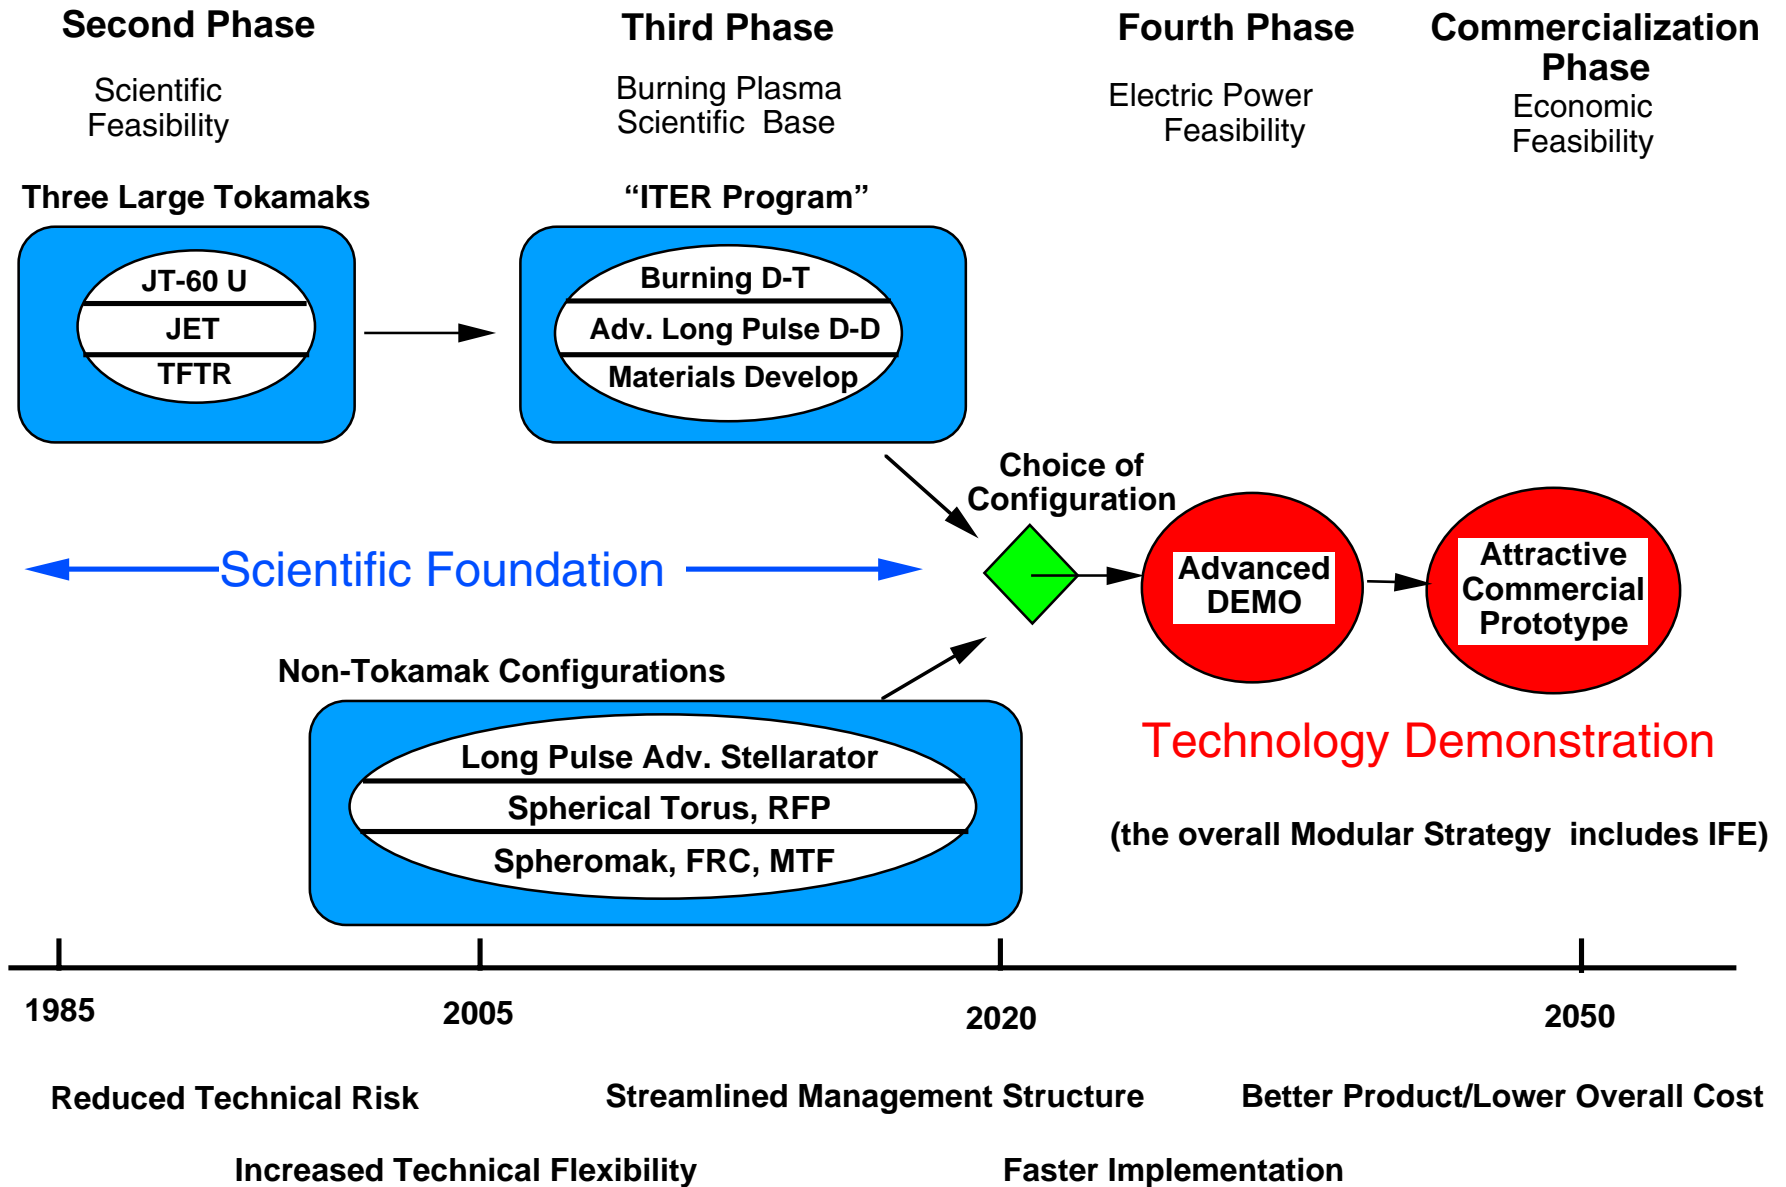 Second Phase
Third Phase
Fourth Phase
Commercialization
Phase
Scientific
Feasibility
Burning Plasma
Scientific Base
Electric Power
Feasibility
Economic
Feasibility
Three Large Tokamaks
“ITER Program”
JT-60 U
JET
TFTR
Burning D-T
Adv. Long Pulse D-D
Materials Develop
Choice of
Configuration
Scientific Foundation
Advanced
DEMO
Attractive
Commercial
Prototype
Non-Tokamak Configurations
Long Pulse Adv. Stellarator
Spherical Torus, RFP
Spheromak, FRC, MTF
Technology Demonstration
(the overall Modular Strategy includes IFE)
1985
2005
2020
2050
Reduced Technical Risk
Streamlined Management Structure
Better Product/Lower Overall Cost
Increased Technical Flexibility
Faster Implementation